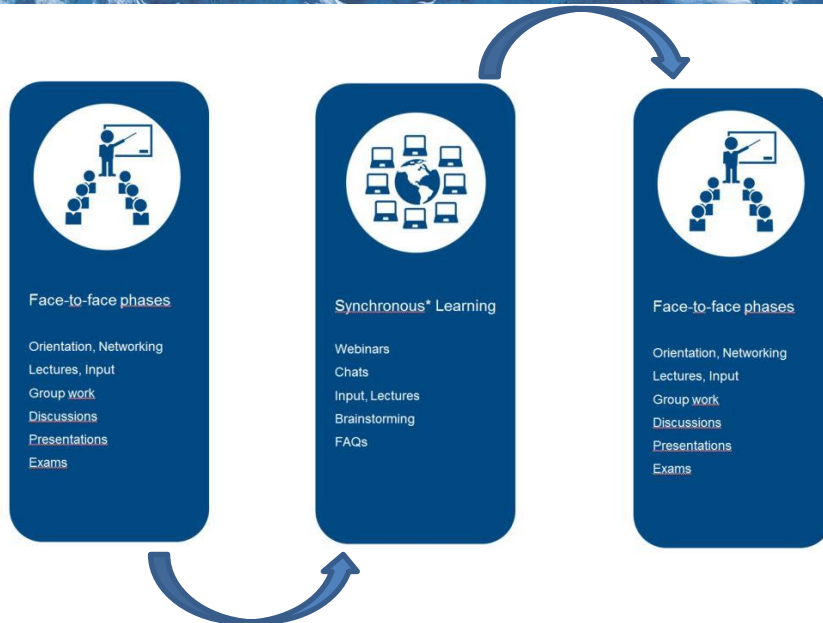 Face-to-face phases
Orientation, Networking
Lectures, Input
Group work
Discussions
Presentations
Exams
Synchronous* Learning
Webinars
Chats
Input, Lectures
Brainstorming
FAQs
Face-to-face phases
Orientation, Networking
Lectures, Input
Group work
Discussions
Presentations
Exams